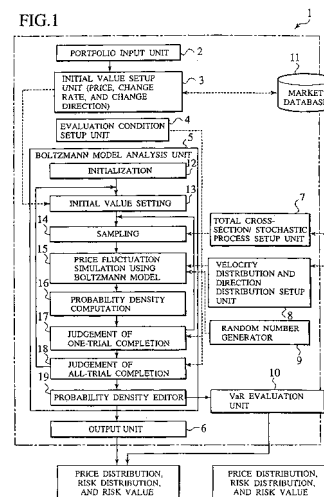 FIG.1
1
PORTFOLIO INPUT UNIT
2
INITIAL VALUE SETUP
UNIT (PRICE, CHANGE
RATE, AND CHANGE
DIRECTION)
3
11
MARKET
DATABASE
EVALUATION CONDITION
SETUP UNIT
4
5
BOLTZMANN MODEL ANALYSIS UNIT
12
INITIALIZATION
13
INITIAL VALUE SETTING
14
SAMPLING
7
TOTAL CROSS-
SECTION/ STOCHASTIC
PROCESS SETUP UNIT
15
PRICE FLUCTUATION
SIMULATION USING
BOLTZMANN MODEL
VELOCITY
DISTRIBUTION AND
DIRECTION
DISTRIBUTION SETUP
UNIT
8
16
PROBABILITY DENSITY
COMPUTATION
17
JUDGEMENT OF
ONE-TRIAL COMPLETION
RANDOM NUMBER
GENERATOR
9
18
JUDGEMENT OF
ALL-TRIAL COMPLETION
19
PROBABILITY DENSITY EDITOR
10
VaR EVALUATION
UNIT
OUTPUT UNIT
6
PRICE DISTRIBUTION,
RISK DISTRIBUTION,
AND RISK VALUE
PRICE DISTRIBUTION,
RISK DISTRIBUTION,
AND RISK VALUE